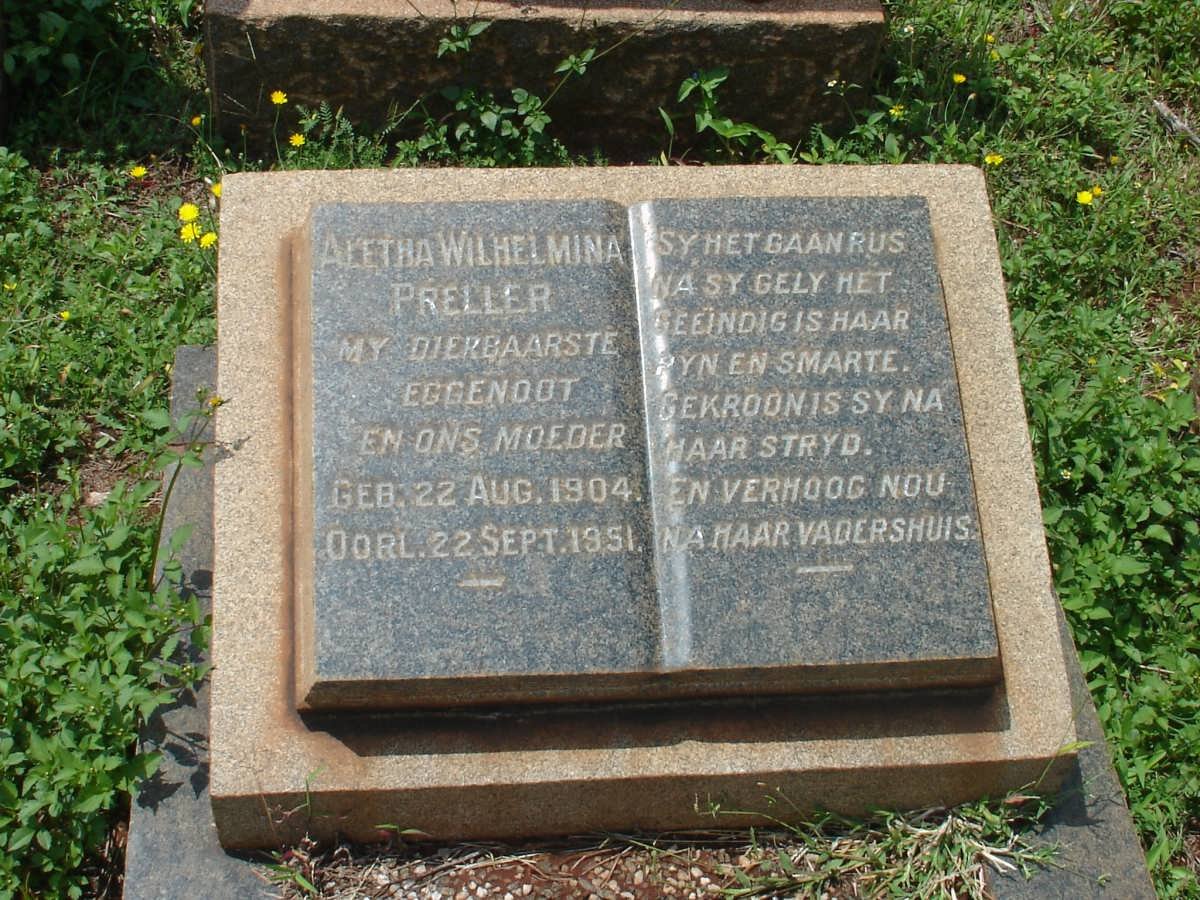 ALETHA WILHELMINA
PRELLER
MY DIERBAARSTE
EGGENOOT
EN ONS MOEDER
GEB. 22 AUG. 1904.
OORL. 22 SEPT. 1951.
SY HET GAAN RUS
NA SY GELY HET
GEEÏNDIG IS HAAR
PYN EN SMARTE.
GEKROON IS SY NA
HAAR STRYD.
EN VERHOOG NOU
NA HAAR VADERSHUIS.